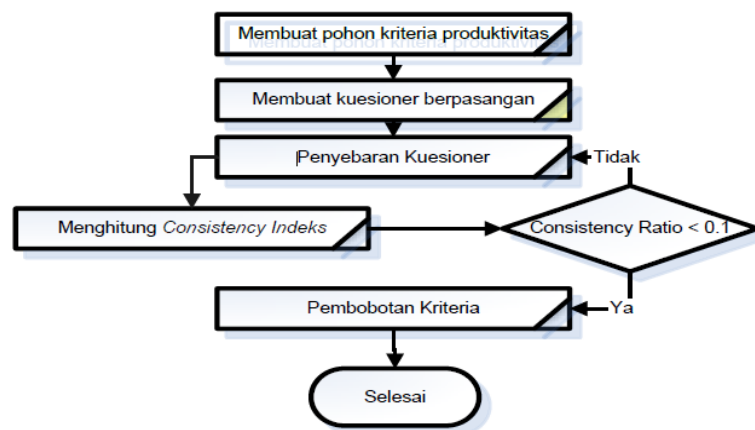 Membuat pohon kriteria produktivitas
Membuat kuesioner berpasangan
Penyebaran Kuesioner
Tidak
Menghitung Consistency Indeks
Consistency Ratio < 0.1
Pembobotan Kriteria
Ya
Selesai